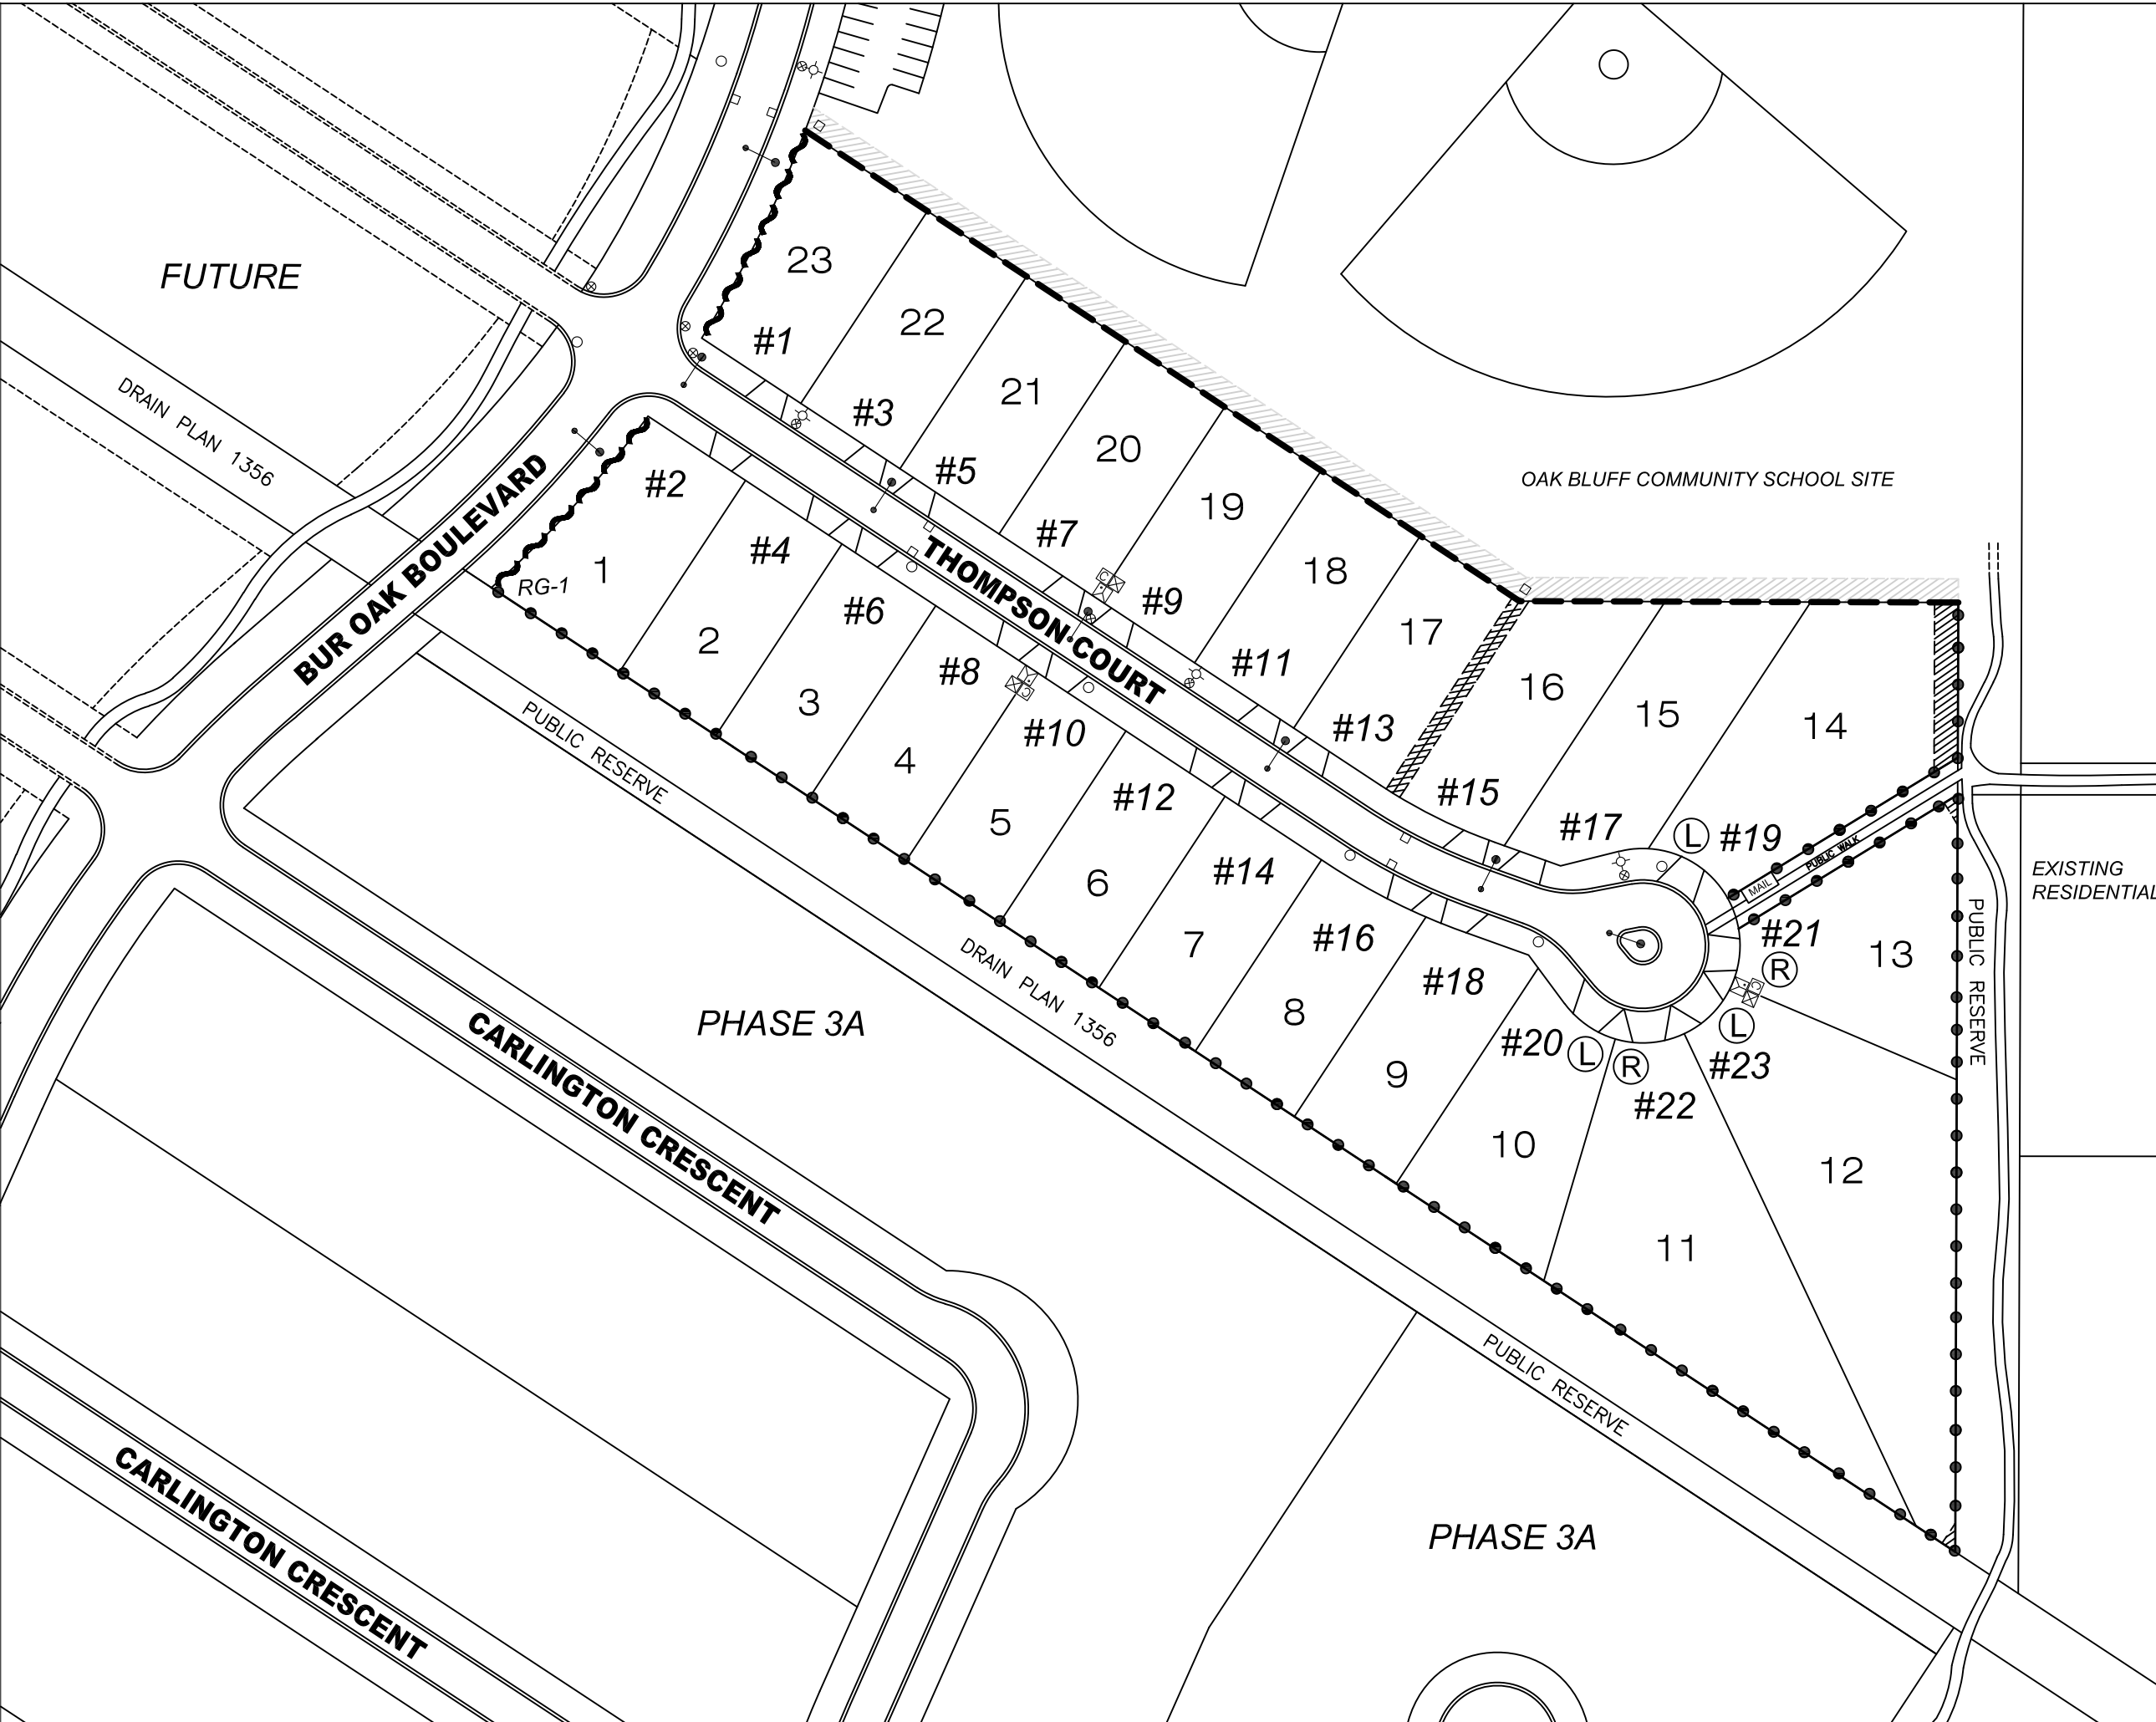 FUTURE
23
#1
22
DRAIN PLAN 1356
#3
21
#5
20
#7
19
OAK BLUFF COMMUNITY SCHOOL SITE
#2
BUR OAK BOULEVARD
1
RG-1
#4
THOMPSON COURT
C
#9
18
#6
2
#11
17
3
#8
C
#13
16
PUBLIC RESERVE
4
#10
15
14
#15
5
#12
#17
L
#19
PUBLIC WALK
MAIL
EXISTING
RESIDENTIAL
6
#14
#21
PUBLIC RESERVE
7
#16
R
13
DRAIN PLAN 1356
#18
C
PHASE 3A
8
#20
L
R
L
#23
9
#22
CARLINGTON CRESCENT
10
12
11
PUBLIC RESERVE
CARLINGTON CRESCENT
PHASE 3A